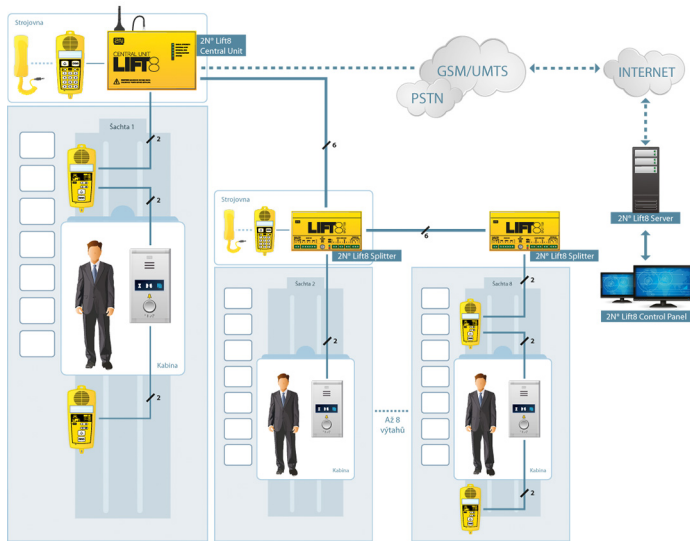 Strojovna
2N® Lift8
Central Unit
CENTRAL UNIT
LIFT8
GSM/UMTS
PSTN
INTERNET
Šachta 1
2
2
Kabina
2
6
2N® Lift8 Server
2N® Lift8 Control Panel
Strojovna
LIFT8
2N® Lift8 Splitter
6
LIFT8
2N® Lift8 Splitter
Šachta 2
2
Kabina
Až 8
výtahů
Šachta 8
2
2
Kabina
2